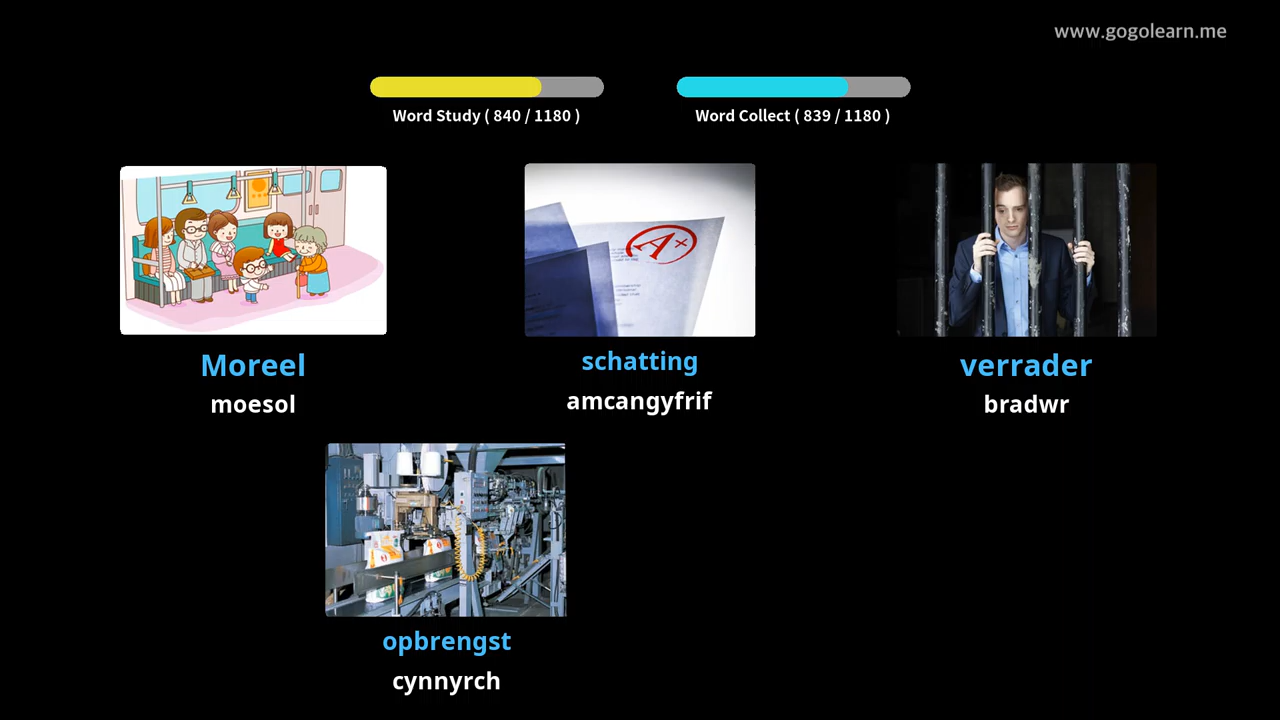 www.gogolearn.me
Word Study ( 840 / 1180 )
Word Collect ( 839 / 1180 )
A+
Moreel
schatting
verrader
moesol
amcangyfrif
bradwr
opbrengst
cynnyrch